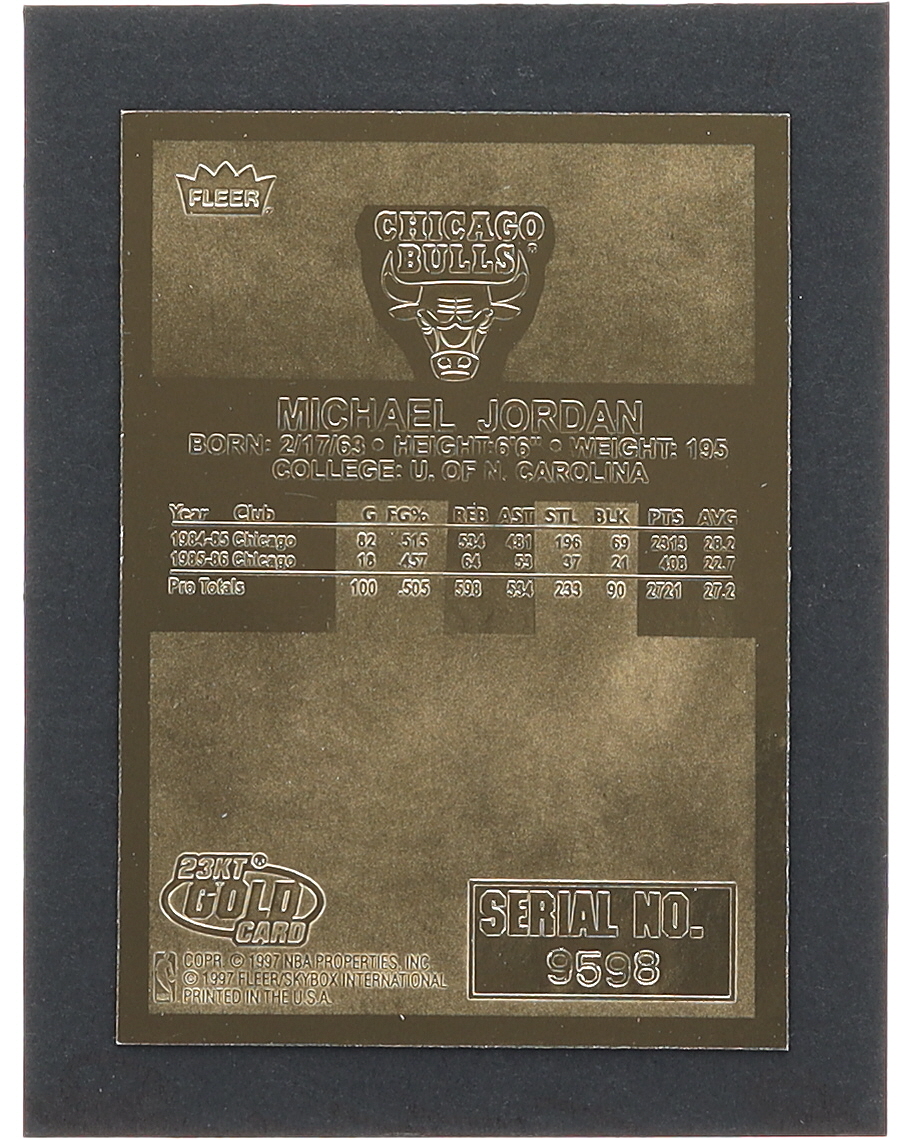 FLEER
CHICAGO
BULLS
MICHAEL JORDAN
BORN: 2/17/63 • HEIGHT:6'6" • WEIGHT: 195
COLLEGE: U. OF N. CAROLINA
Year Club G FG% REB AST STL BLK PTS AVG
1984-85 Chicago 82 .515 534 481 196 69 2313 28.2
1985-86 Chicago 18 .457 64 53 37 21 408 22.7
Pro Totals 100 .505 598 534 233 90 2721 27.2
23KT
GOLD
CARD
SERIAL NO.
9598
COPR. © 1997 NBA PROPERTIES, INC
© 1997 FLEER/SKYBOX INTERNATIONAL
PRINTED IN THE U.S.A.